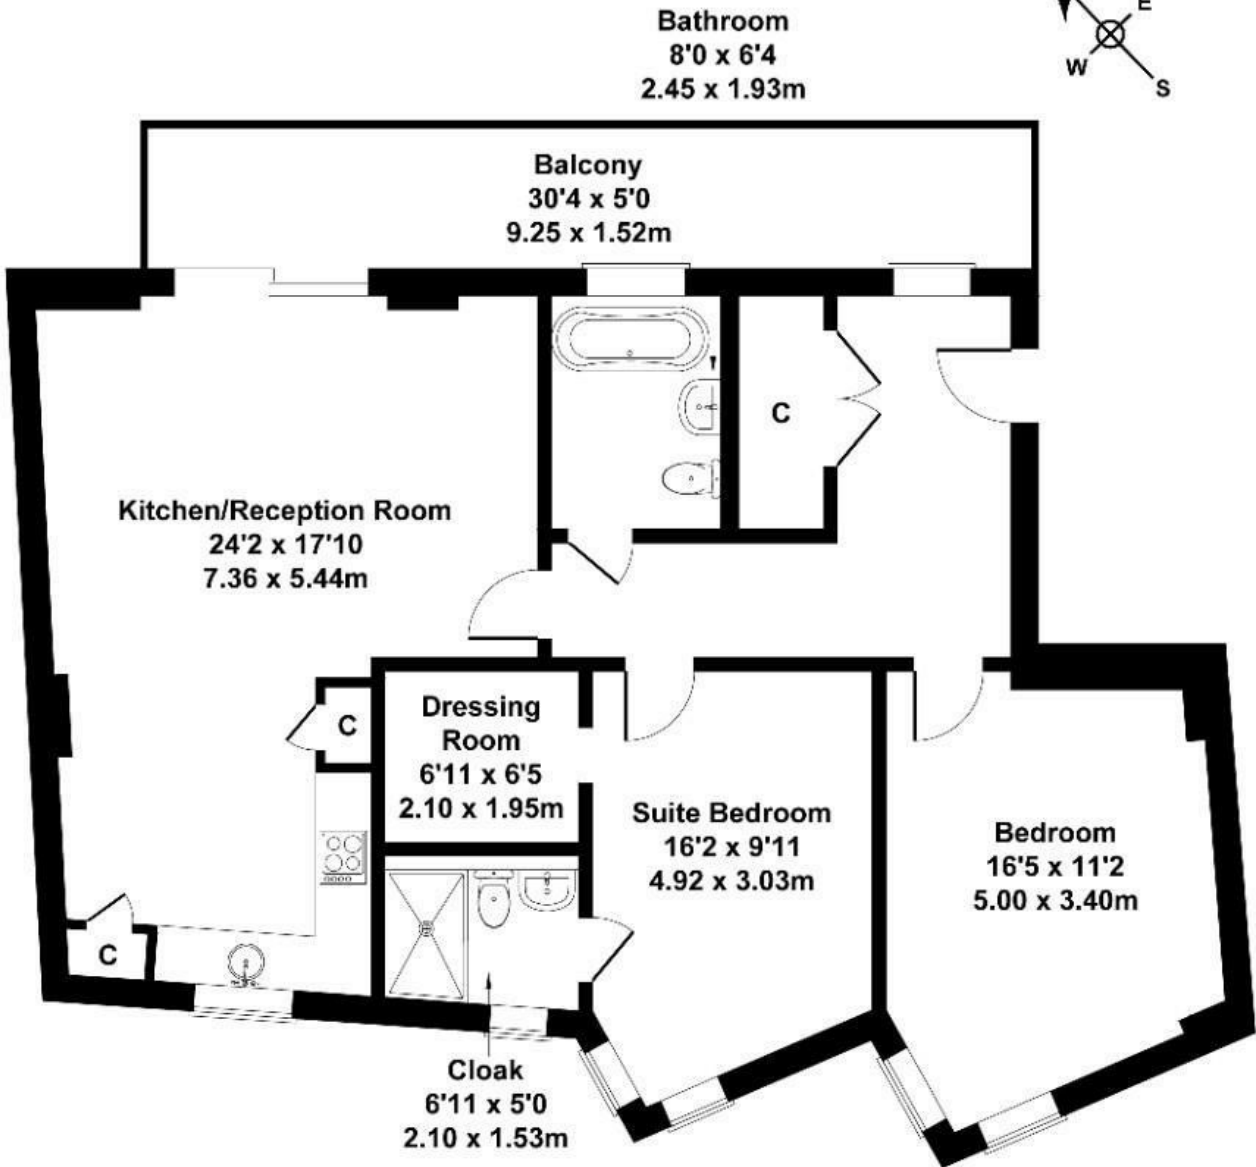 Bathroom
8'0 x 6'4
2.45 x 1.93m
E
W
S
Balcony
30'4 x 5'0
9.25 x 1.52m
C
Kitchen/Reception Room
24'2 x 17'10
7.36 x 5.44m
Dressing
Room
6'11 x 6'5
2.10 x 1.95m
C
Suite Bedroom
16'2 x 9'11
4.92 x 3.03m
Bedroom
16'5 x 11'2
5.00 x 3.40m
C
Cloak
6'11 x 5'0
2.10 x 1.53m